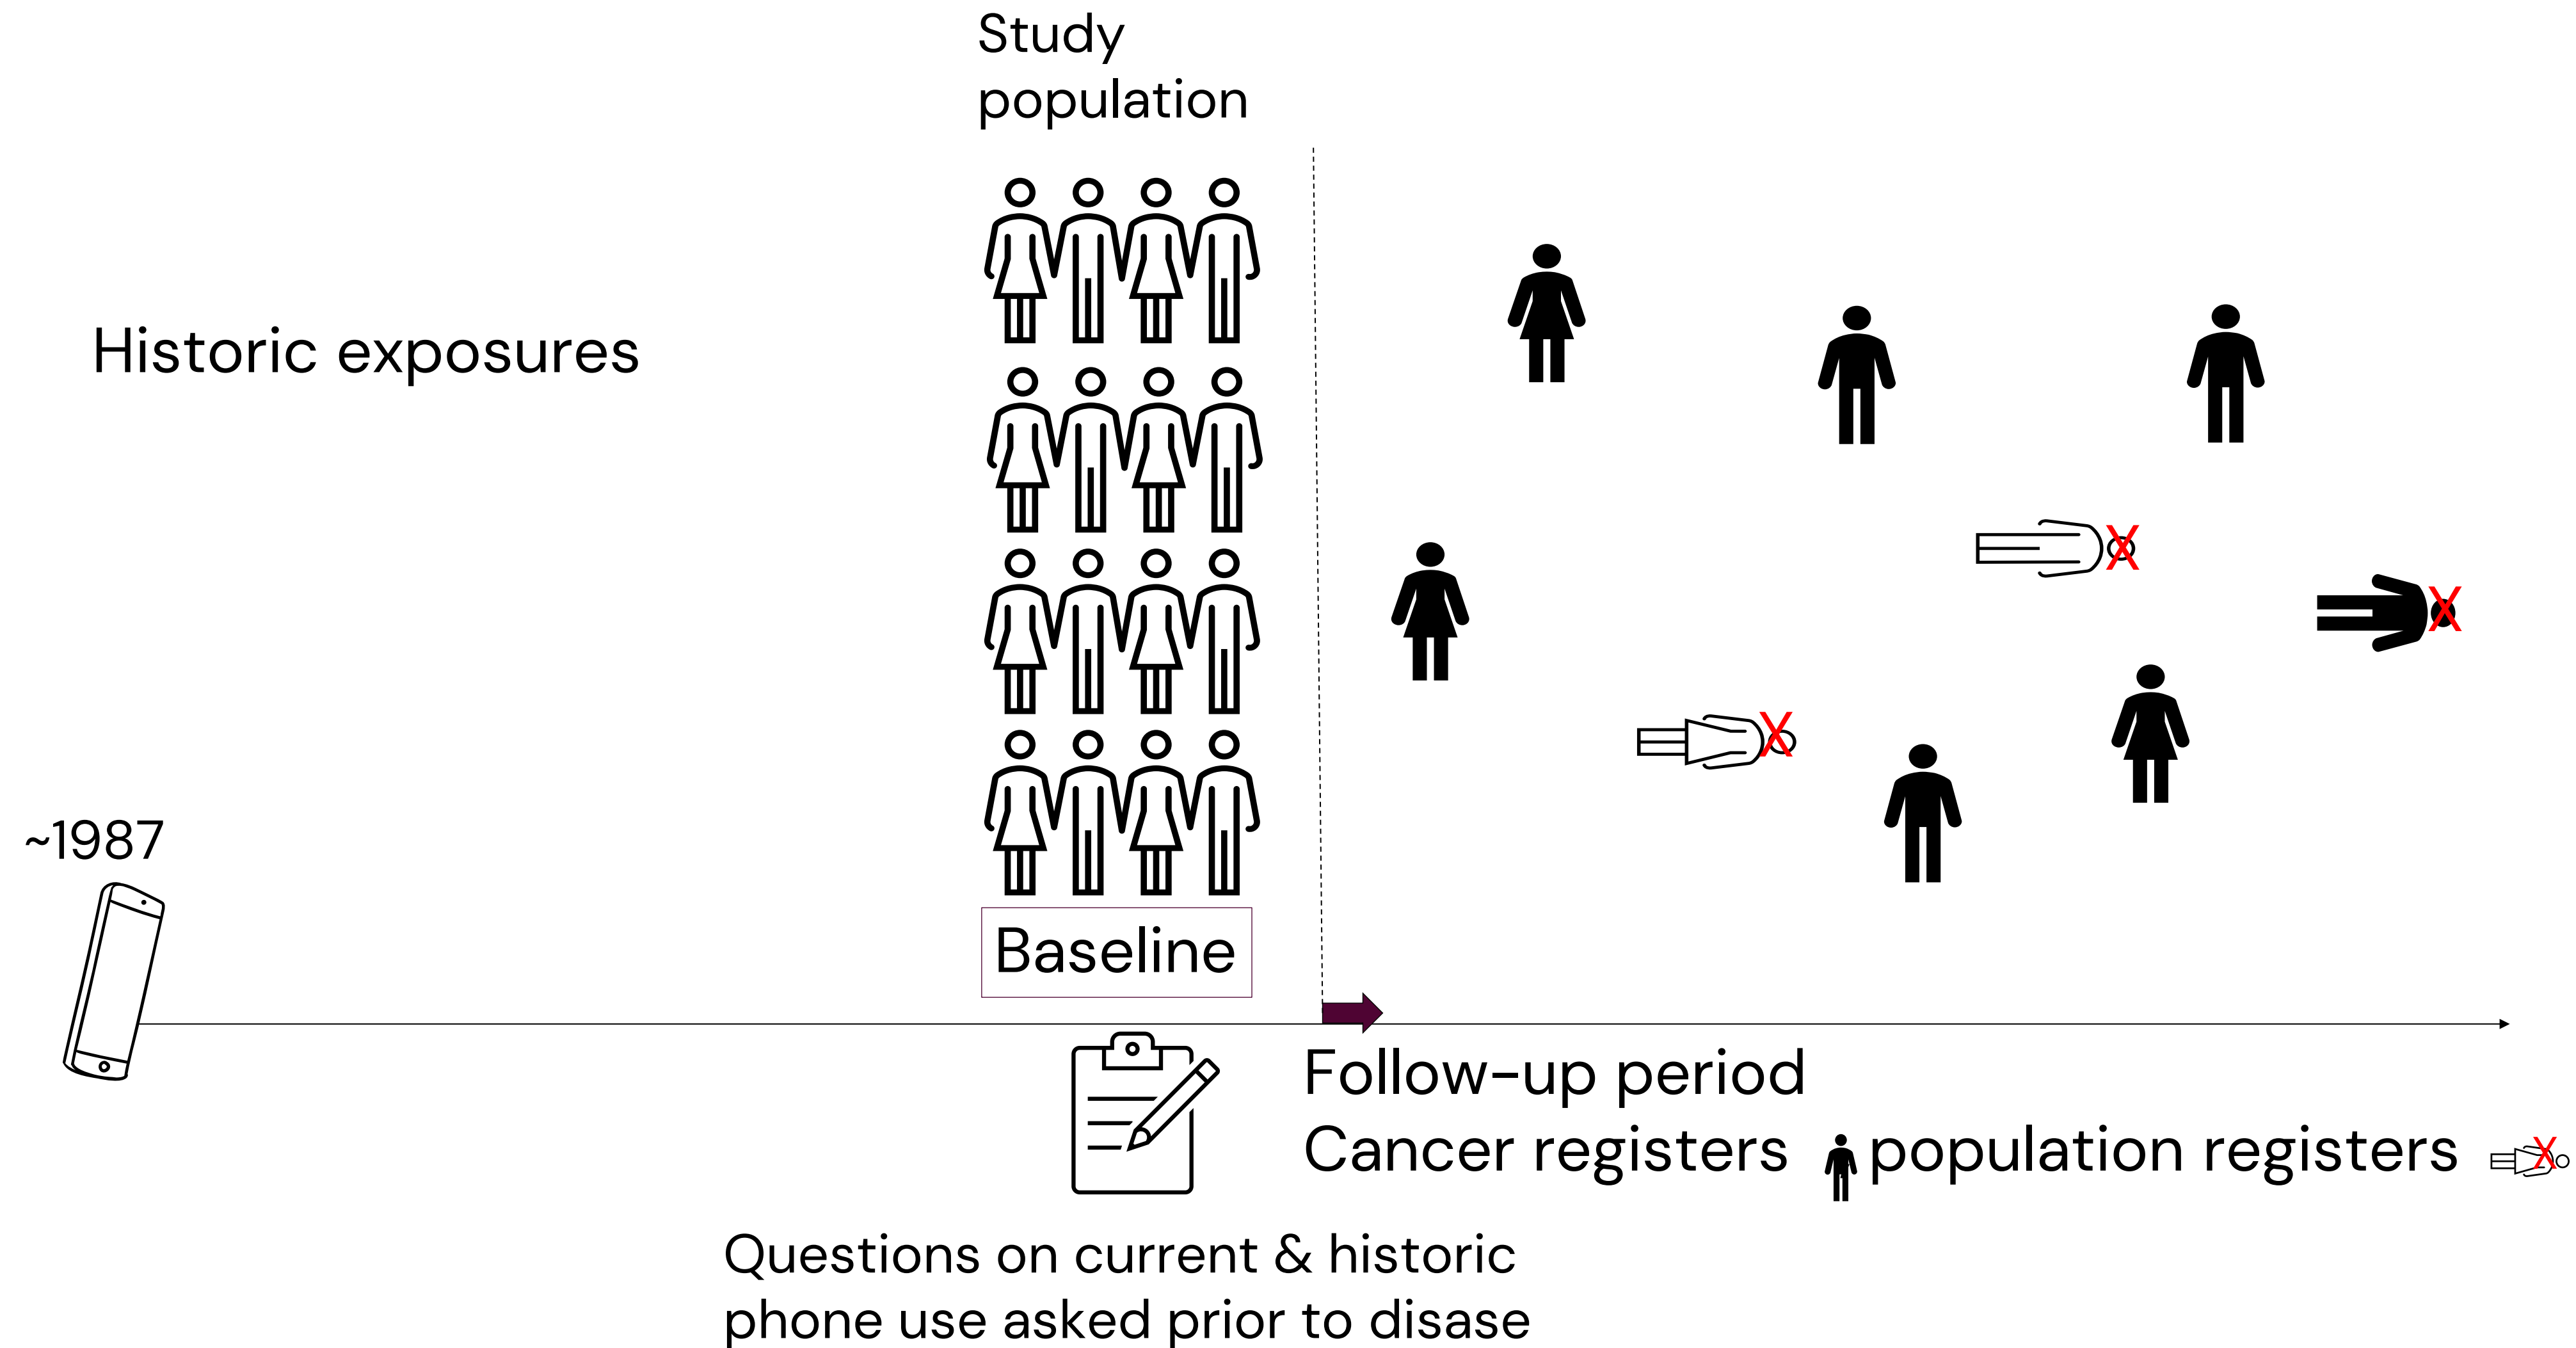 Study
population
Historic exposures
~1987
Baseline
Follow-up period
Cancer registers population registers
Questions on current & historic
phone use asked prior to disase